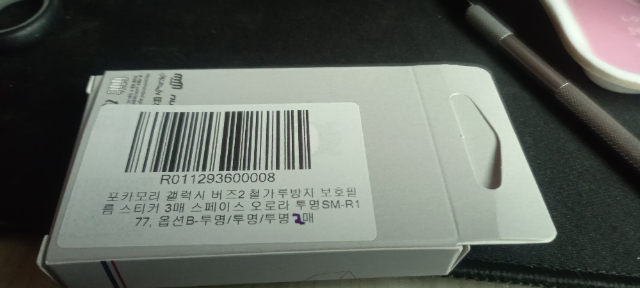 R011293600008
포카모리 갤럭시 버즈2 철가루방지 보호필
름 스티커 3매 스페이스 오로라 투명SM-R1
77, 옵션B-투명/투명/투명2매